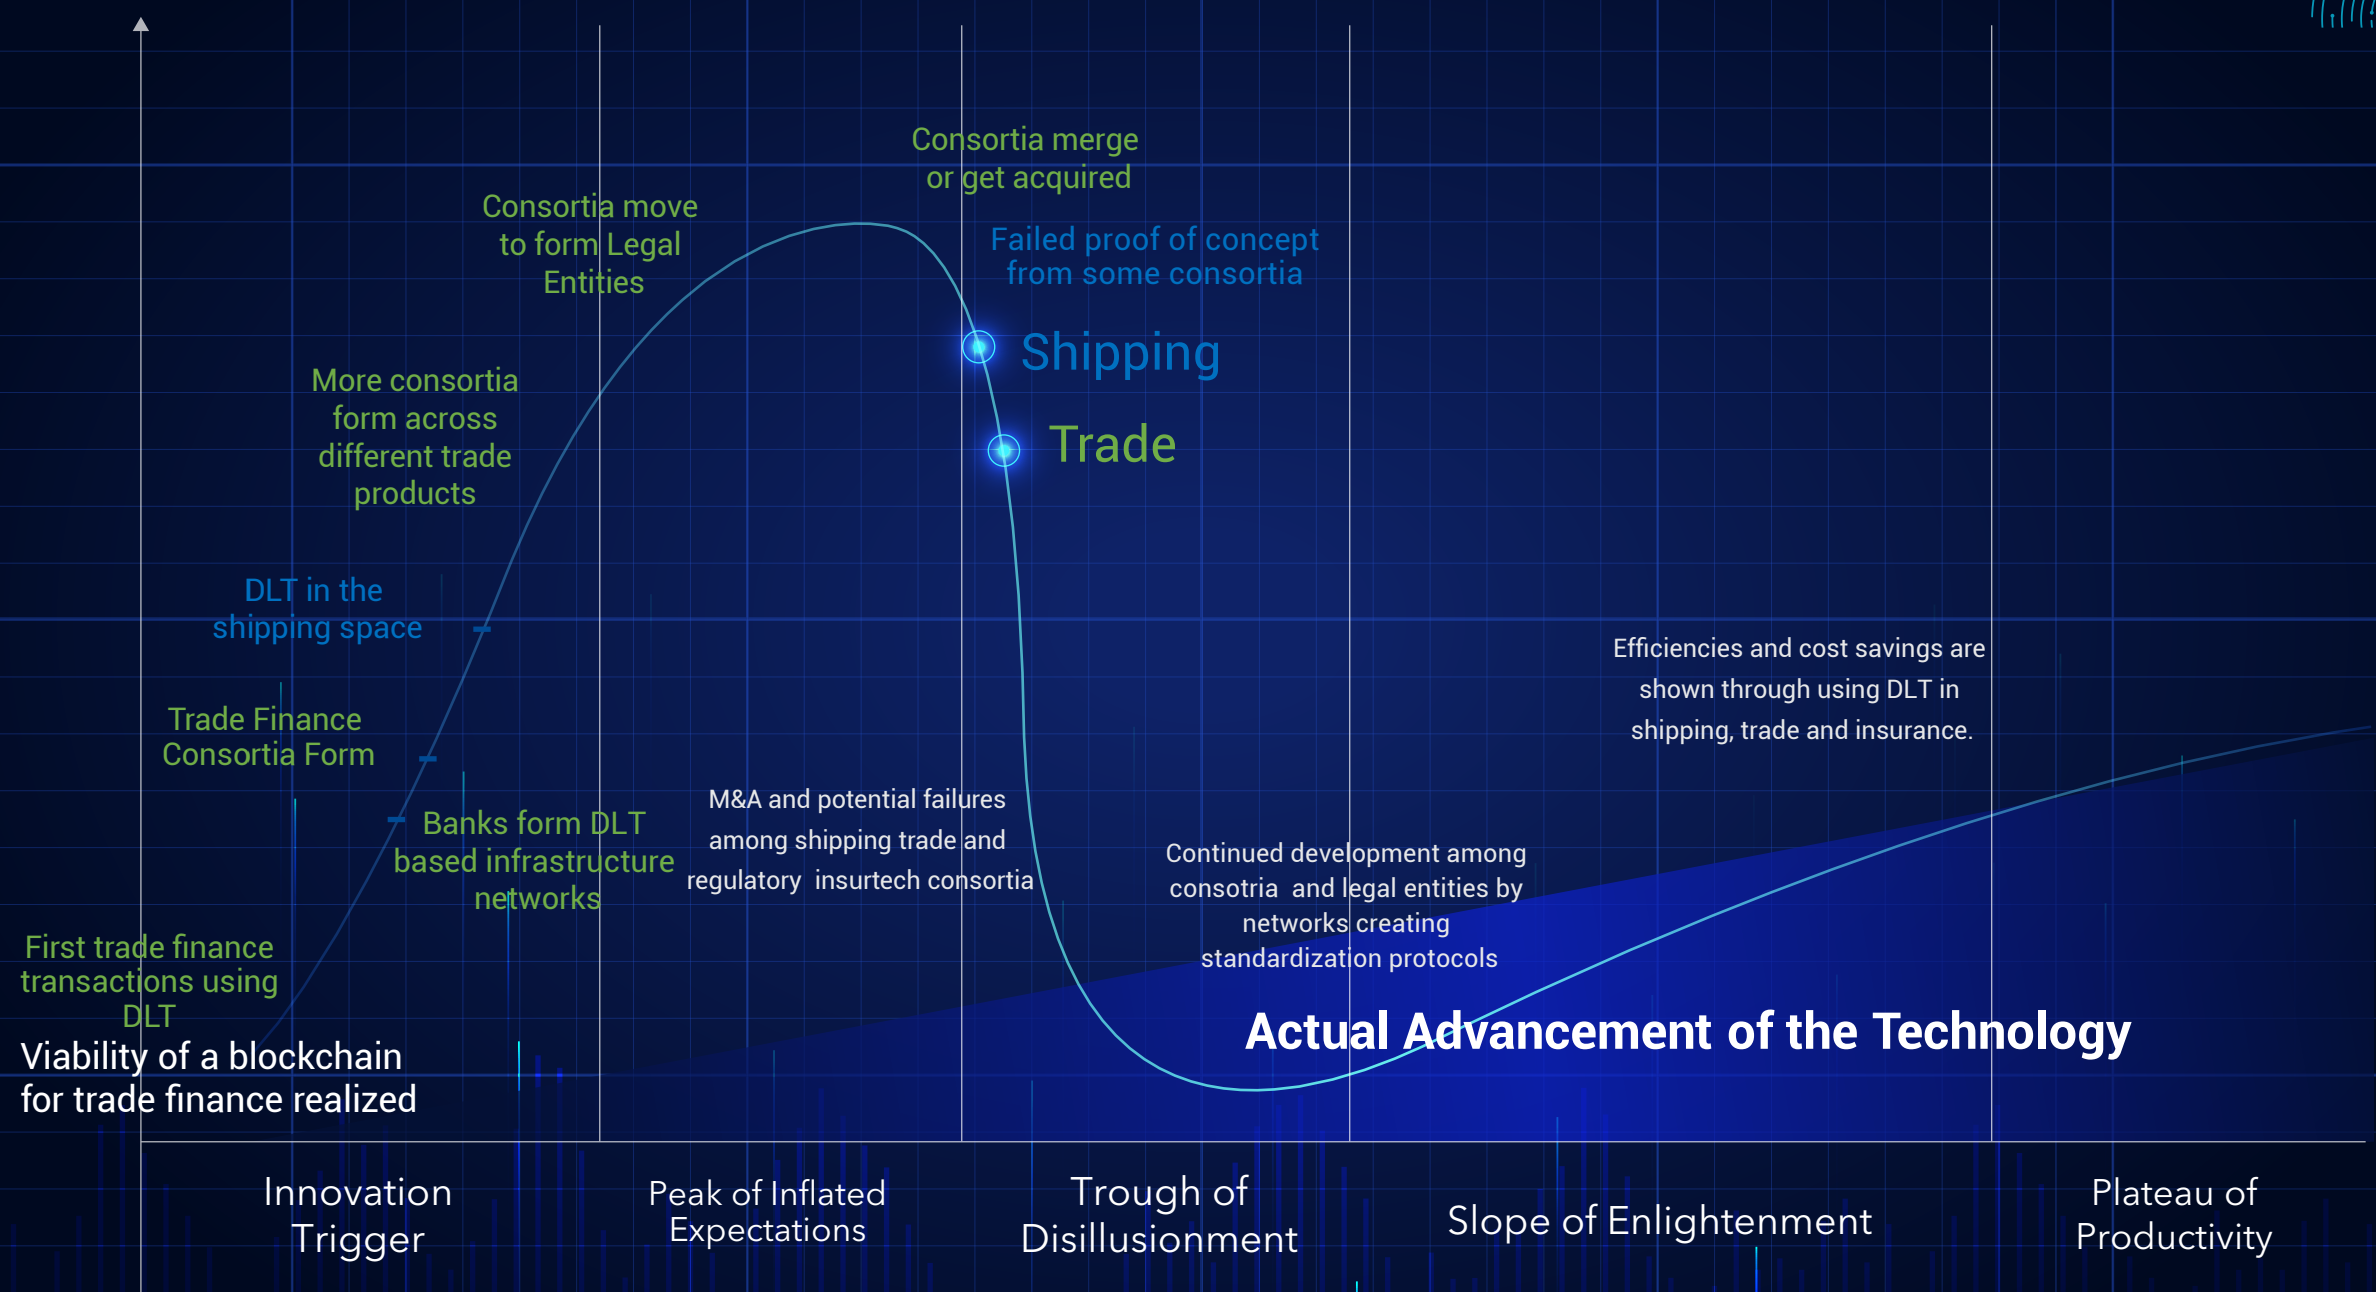 Consortia merge
or get acquired
Consortia move
to form Legal
Entities
Failed proof of concept
from some consortia
Shipping
Trade
More consortia
form across
different trade
products
DLT in the
shipping space
Trade Finance
Consortia Form
Banks form DLT
based infrastructure
networks
First trade finance
transactions using
DLT
Viability of a blockchain
for trade finance realized
M&A and potential failures
among shipping trade and
regulatory insurtech consortia
Continued development among
consotria and legal entities by
networks creating
standardization protocols
Efficiencies and cost savings are
shown through using DLT in
shipping, trade and insurance.
Actual Advancement of the Technology
Innovation
Trigger
Peak of Inflated
Expectations
Trough of
Disillusionment
Slope of Enlightenment
Plateau of
Productivity